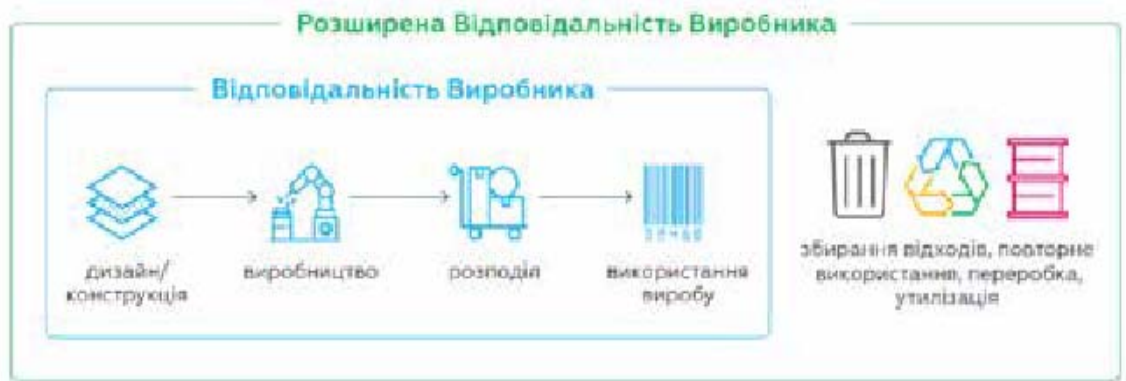 Розширена Відповідальність Виробника
Відповідальність Виробника
дизайн/
конструкція
виробництво
розподіл
використання
виробу
збирання відходів, повторне
використання, переробка,
утилізація